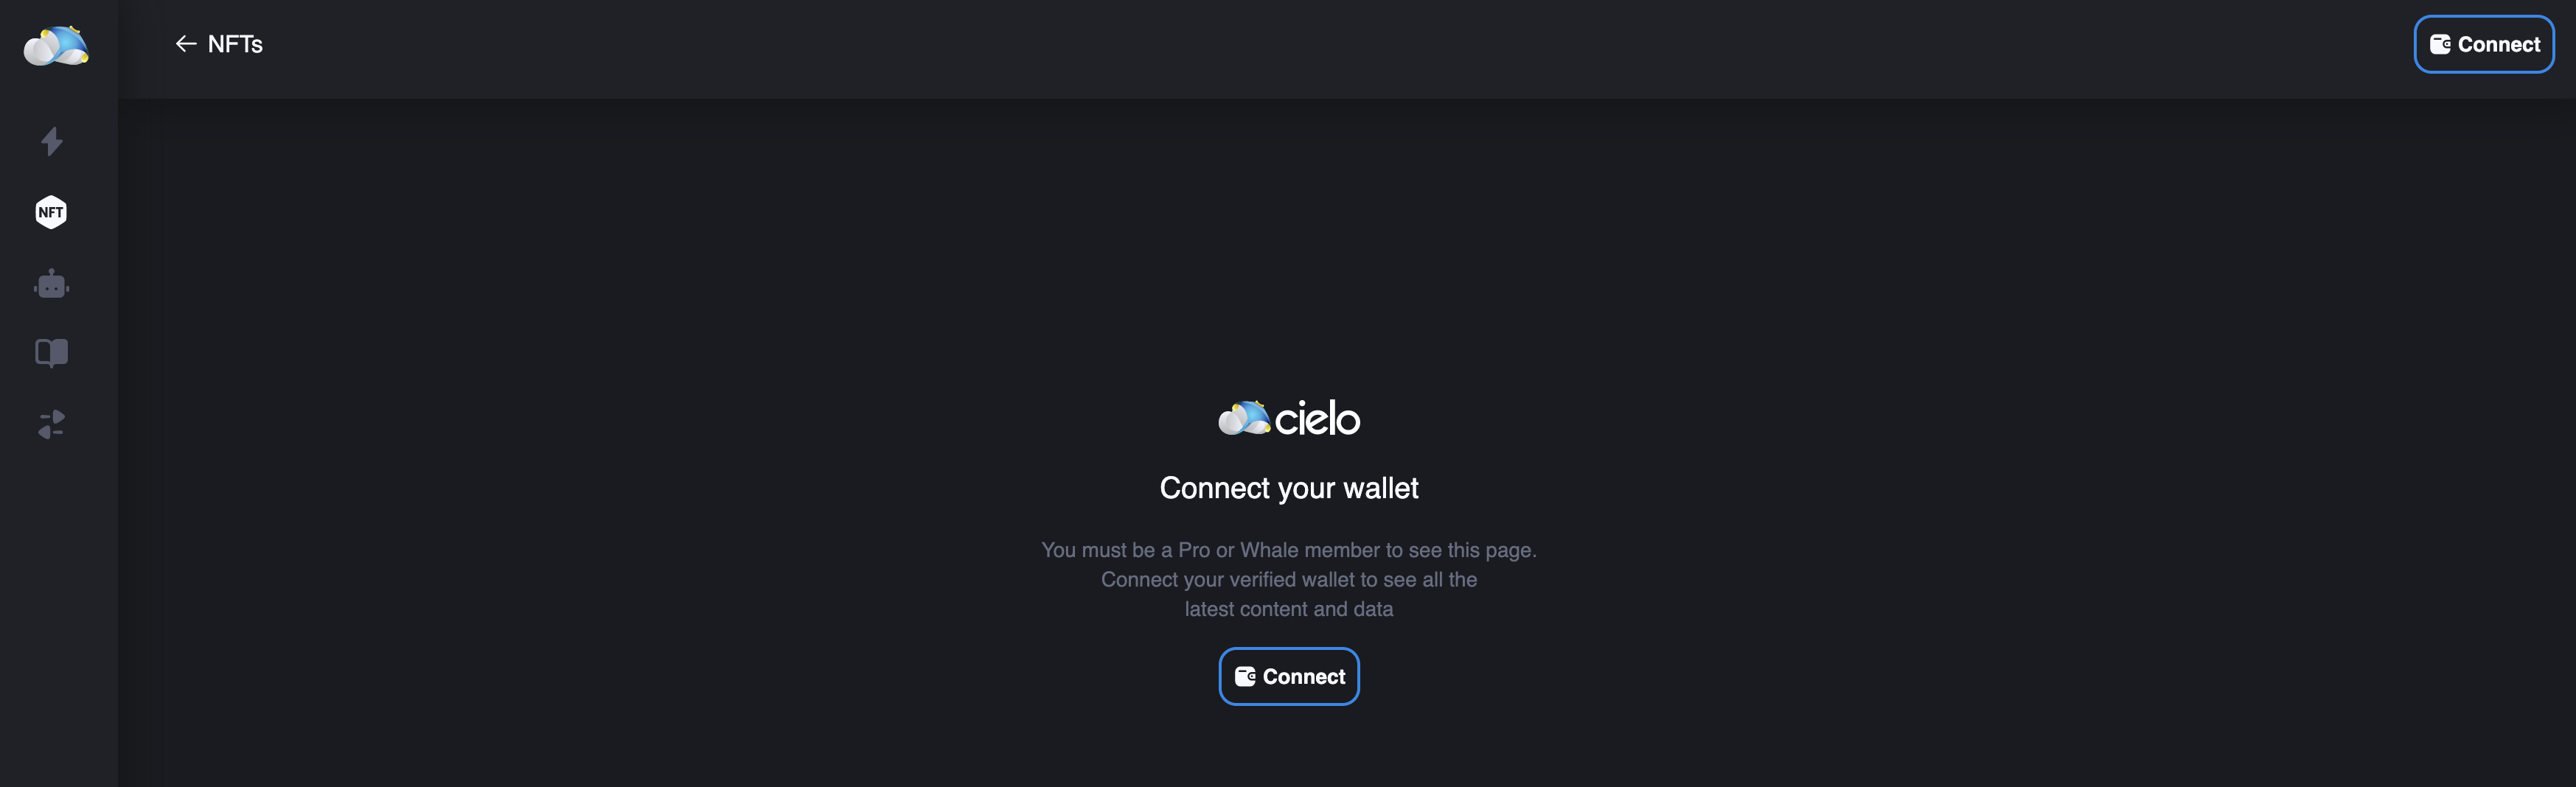 NFTs
Connect
NFT
cielo
Connect your wallet
You must be a Pro or Whale member to see this page.
Connect your verified wallet to see all the
latest content and data
Connect